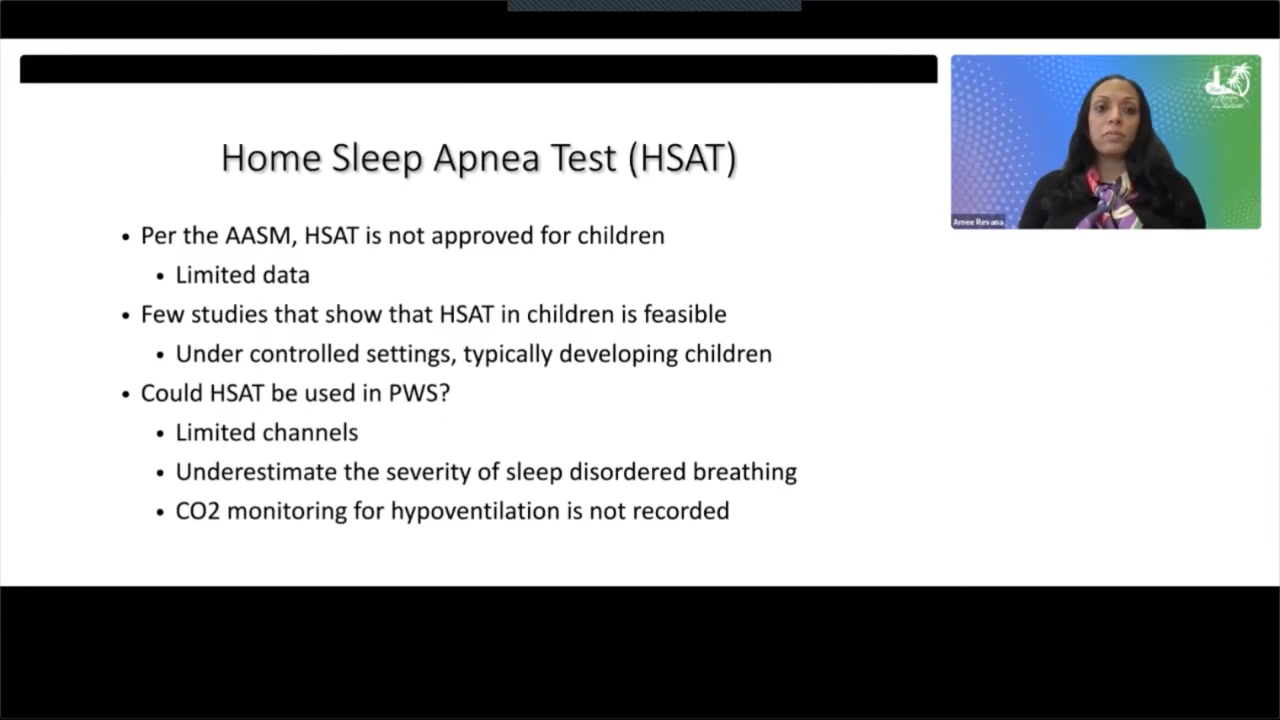 Home Sleep Apnea Test (HSAT)
• Per the AASM, HSAT is not approved for children
• Limited data
• Few studies that show that HSAT in children is feasible
• Under controlled settings, typically developing children
• Could HSAT be used in PWS?
• Limited channels
• Underestimate the severity of sleep disordered breathing
• CO2 monitoring for hypoventilation is not recorded
Amee Revana